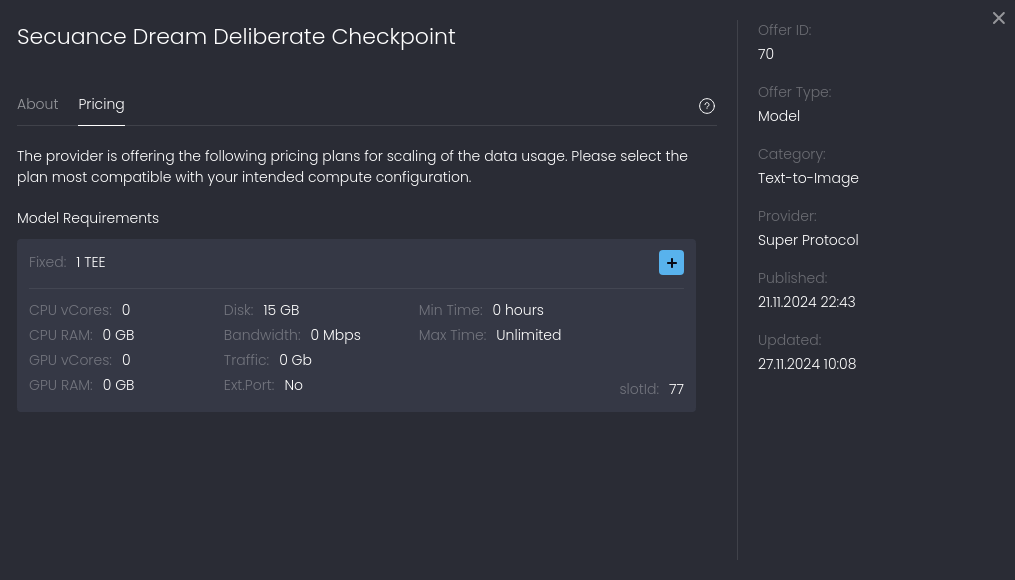 Secuance Dream Deliberate Checkpoint
About Pricing
The provider is offering the following pricing plans for scaling of the data usage. Please select the
plan most compatible with your intended compute configuration.
Model Requirements
Fixed: 1 TEE
CPU vCores: 0 Disk: 15 GB Min Time: 0 hours
CPU RAM: 0 GB Bandwidth: 0 Mbps Max Time: Unlimited
GPU vCores: 0 Traffic: 0 Gb
GPU RAM: 0 GB Ext.Port: No
slotId: 77
Offer ID:
70
Offer Type:
Model
Category:
Text-to-Image
Provider:
Super Protocol
Published:
21.11.2024 22:43
Updated:
27.11.2024 10:08